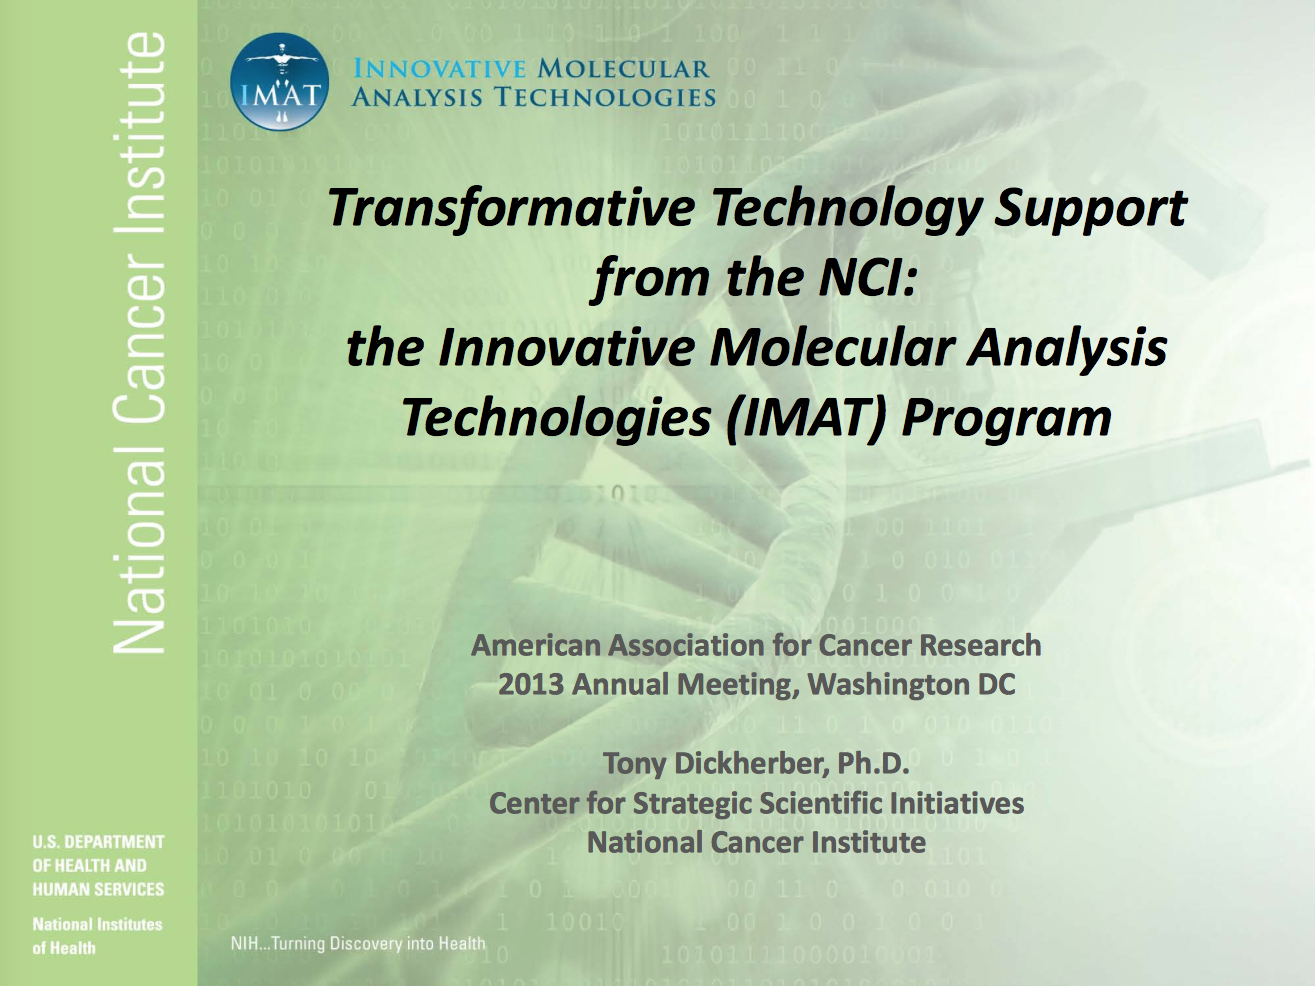 National Cancer Institute
IMAT
INNOVATIVE MOLECULAR
ANALYSIS TECHNOLOGIES
Transformative Technology Support
from the NCI:
the Innovative Molecular Analysis
Technologies (IMAT) Program
American Association for Cancer Research
2013 Annual Meeting, Washington DC
Tony Dickherber, Ph.D.
Center for Strategic Scientific Initiatives
National Cancer Institute
U.S. DEPARTMENT
OF HEALTH AND
HUMAN SERVICES
National Institutes
of Health
NIH...Turning Discovery into Health